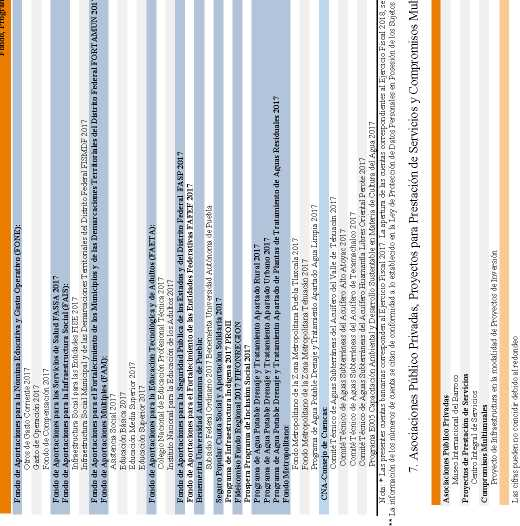 Fondo, Progra
Fondo de Aportaciones para la Nómina Educativa y Gasto Operativo (FONE):
Servicios Personales 2017
Otros de Gasto Corriente 2017
Gasto de Operación 2017
Fondo de Compensación 2017
Fondo de Aportaciones para los Servicios de Salud FASSA 2017
Fondo de Aportaciones para la Infraestructura Social (FAIS):
Infraestructura Social para las Entidades FISE 2017
Infraestructura Social Municipal y de las Demarcaciones Territoriales del Distrito Federal FISMDF 2017
Fondo de Aportaciones para el Fortalecimiento de los Municipios y de las Demarcaciones Territoriales del Distrito Federal FORTAMUN 201
Fondo de Aportaciones Múltiples (FAM):
Asistencia Social 2017
Educación Básica 2017
Educación Media Superior 2017
Educación Superior 2017
Fondo de Aportaciones para la Educación Tecnológica y de Adultos (FAETA):
Colegio Nacional de Educación Profesional Técnica 2017
Instituto Nacional para la Educación de los Adultos 2017
Fondo de Aportaciones para la Seguridad Pública de los Estados y del Distrito Federal, FASP 2017
Fondo de Aportaciones para el Fortalecimiento de las Entidades Federativas FAFEF 2017
Benemérita Universidad Autónoma de Puebla:
Subsidio Federal Ordinario 2017 Benemérita Universidad Autónoma de Puebla
Seguro Popular Cuota Social y Aportación Solidaria 2017
Programa de Infraestructura Indígena 2017 PROII
Fideicomiso Fonregion 2017 FONREGION
Prospera Programa de Inclusión Social 2017
Programa de Agua Potable Drenaje y Tratamiento Apartado Rural 2017
Programa de Agua Potable Drenaje y Tratamiento Apartado Urbano 2017
Programa de Agua Potable Drenaje y Tratamiento Apartado de Plantas de Tratamiento de Aguas Residuales 2017
Fondo Metropolitano:
Fondo Metropolitano de la Zona Metropolitana Puebla Tlaxcala 2017
Fondo Metropolitano de la Zona Metropolitana Tehuacán 2017
Programa de Agua Potable Drenaje y Tratamiento Apartado Agua Limpia 2017
CNA-Consejo de Cuenca:
Comité Técnico de Aguas Subterráneas del Acuífero del Valle de Tehuacán 2017
Comité Técnico de Aguas Subterráneas del Acuífero Alto Atoyac 2017
Comité Técnico de Aguas Subterráneas del Acuífero de Tecamachalco 2017
Comité Técnico de Aguas Subterráneas del Acuífero Huamantla Libres Oriental Perote 2017
Programa E005 Capacitación Ambiental y Desarrollo Sustentable en Materia de Cultura del Agua 2017
Nota: * Las presentes cuentas bancarias corresponden al Ejercicio Fiscal 2017. La apertura de las cuentas correspondientes al Ejercicio Fiscal 2018, se
** La información de los números de cuenta se citan de conformidad a lo establecido en la Ley de Protección de Datos Personales en Posesión de los Sujetos
7. Asociaciones Público Privadas, Proyectos para Prestación de Servicios y Compromisos Mul
Asociaciones Público Privadas
Museo Internacional del Barroco
Proyectos de Prestación de Servicios
Centro Integral de Servicios
Compromisos Multianuales
Proyecto de Infraestructura en la modalidad de Proyectos de Inversión
Las cifras pueden no coincidir debido al redondeo